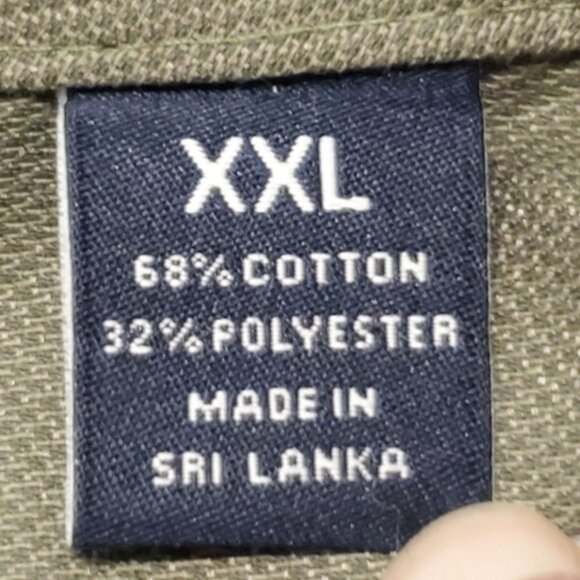 XXL
68% COTTON
32% POLYESTER
MADE IN
SRI LANKA